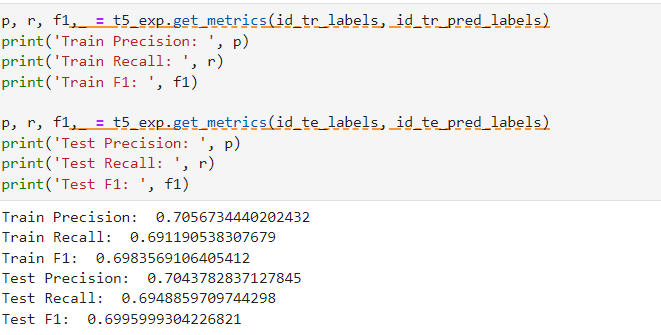 p, r, f1,_ = t5_exp.get_metrics(id_tr_labels, id_tr_pred_labels)
print('Train Precision: ', p)
print('Train Recall: ', r)
print('Train F1: ', f1)
p, r, f1,_ = t5_exp.get_metrics(id_te_labels, id_te_pred_labels)
print('Test Precision: ', p)
print('Test Recall: ', r)
print('Test F1: ', f1)
Train Precision:  0.7056734440202432
Train Recall:  0.691190538307679
Train F1:  0.6983569106405412
Test Precision:  0.7043782837127845
Test Recall:  0.6948859709744298
Test F1:  0.6995999304226821